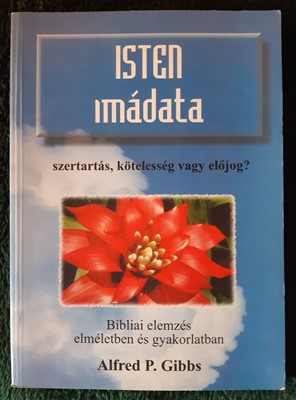 ISTEN
imádata
szertartás, kötelesség vagy előjog?
Bibliai elemzés
elméletben és gyakorlatban
Alfred P. Gibbs